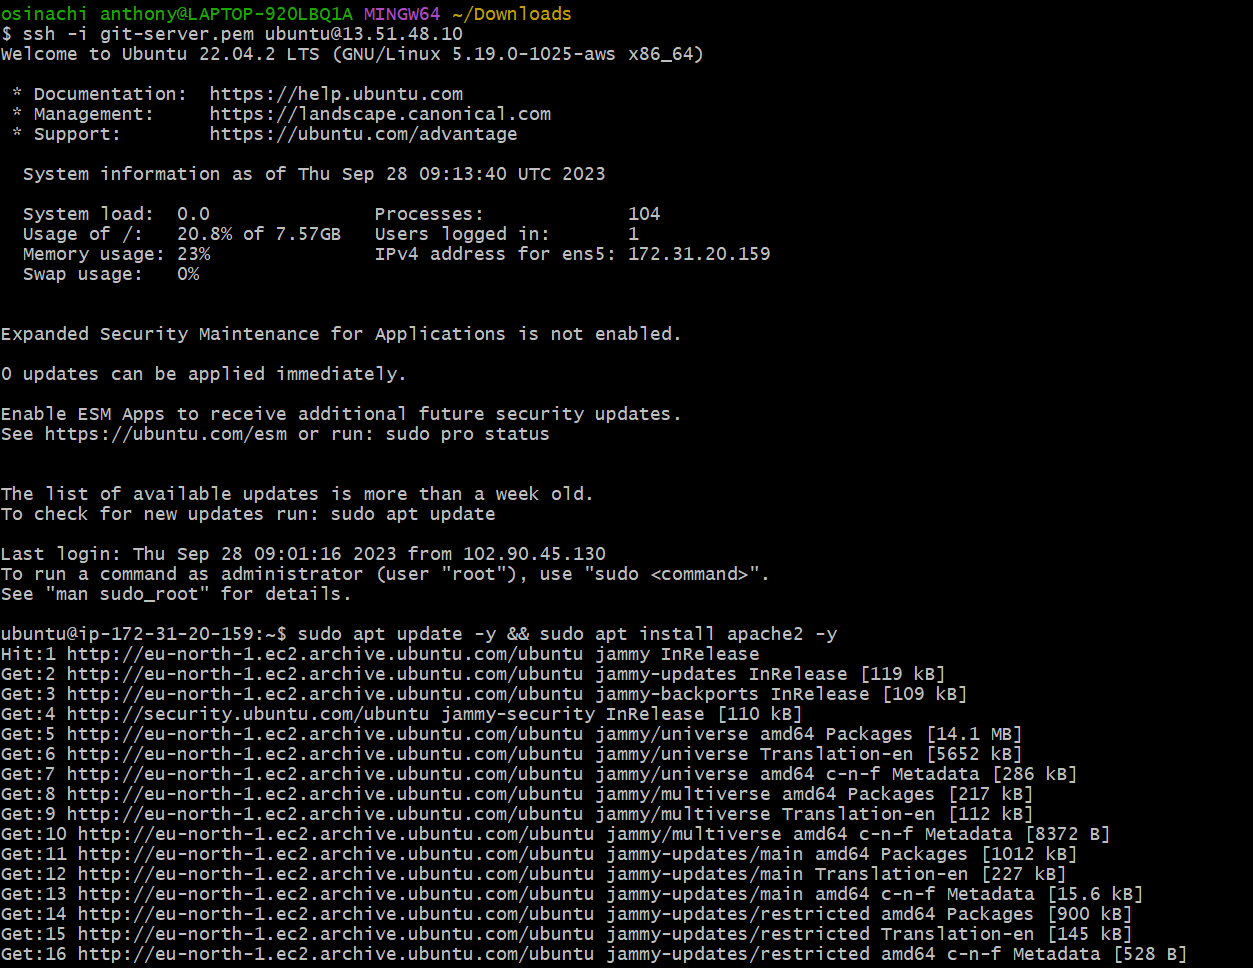 osinachi anthony@LAPTOP-920LBQ1A MINGW64 ~/Downloads
$ ssh -i git-server.pem ubuntu@13.51.48.10
Welcome to Ubuntu 22.04.2 LTS (GNU/Linux 5.19.0-1025-aws x86_64)
* Documentation:  https://help.ubuntu.com
* Management:     https://landscape.canonical.com
* Support:        https://ubuntu.com/advantage
System information as of Thu Sep 28 09:13:40 UTC 2023
System load:  0.0               Processes:             104
Usage of /:   20.8% of 7.57GB   Users logged in:       1
Memory usage: 23%               IPv4 address for ens5: 172.31.20.159
Swap usage:   0%
Expanded Security Maintenance for Applications is not enabled.
0 updates can be applied immediately.
Enable ESM Apps to receive additional future security updates.
See https://ubuntu.com/esm or run: sudo pro status
The list of available updates is more than a week old.
To check for new updates run: sudo apt update
Last login: Thu Sep 28 09:01:16 2023 from 102.90.45.130
To run a command as administrator (user "root"), use "sudo <command>".
See "man sudo_root" for details.
ubuntu@ip-172-31-20-159:~$ sudo apt update -y && sudo apt install apache2 -y
Hit:1 http://eu-north-1.ec2.archive.ubuntu.com/ubuntu jammy InRelease
Get:2 http://eu-north-1.ec2.archive.ubuntu.com/ubuntu jammy-updates InRelease [119 kB]
Get:3 http://eu-north-1.ec2.archive.ubuntu.com/ubuntu jammy-backports InRelease [109 kB]
Get:4 http://security.ubuntu.com/ubuntu jammy-security InRelease [110 kB]
Get:5 http://eu-north-1.ec2.archive.ubuntu.com/ubuntu jammy/universe amd64 Packages [14.1 MB]
Get:6 http://eu-north-1.ec2.archive.ubuntu.com/ubuntu jammy/universe Translation-en [5652 kB]
Get:7 http://eu-north-1.ec2.archive.ubuntu.com/ubuntu jammy/universe amd64 c-n-f Metadata [286 kB]
Get:8 http://eu-north-1.ec2.archive.ubuntu.com/ubuntu jammy/multiverse amd64 Packages [217 kB]
Get:9 http://eu-north-1.ec2.archive.ubuntu.com/ubuntu jammy/multiverse Translation-en [112 kB]
Get:10 http://eu-north-1.ec2.archive.ubuntu.com/ubuntu jammy/multiverse amd64 c-n-f Metadata [8372 B]
Get:11 http://eu-north-1.ec2.archive.ubuntu.com/ubuntu jammy-updates/main amd64 Packages [1012 kB]
Get:12 http://eu-north-1.ec2.archive.ubuntu.com/ubuntu jammy-updates/main Translation-en [227 kB]
Get:13 http://eu-north-1.ec2.archive.ubuntu.com/ubuntu jammy-updates/main amd64 c-n-f Metadata [15.6 kB]
Get:14 http://eu-north-1.ec2.archive.ubuntu.com/ubuntu jammy-updates/restricted amd64 Packages [900 kB]
Get:15 http://eu-north-1.ec2.archive.ubuntu.com/ubuntu jammy-updates/restricted Translation-en [145 kB]
Get:16 http://eu-north-1.ec2.archive.ubuntu.com/ubuntu jammy-updates/restricted amd64 c-n-f Metadata [528 B]